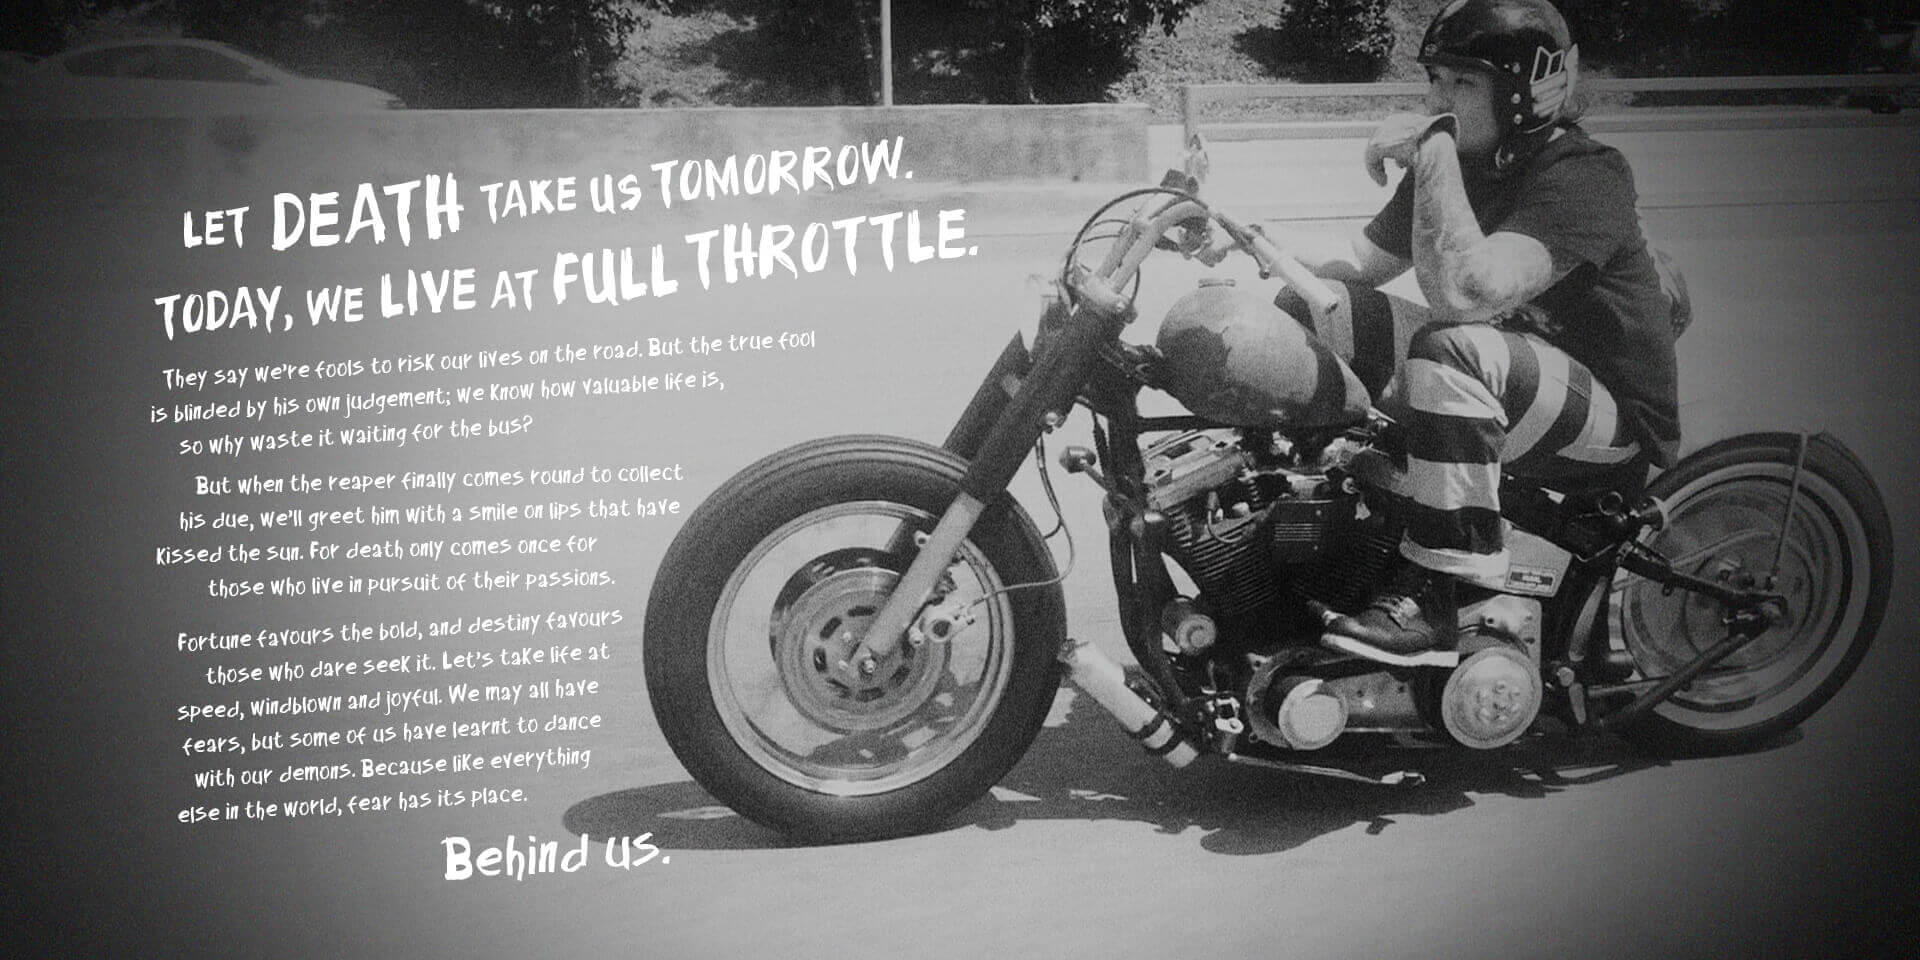 LET DEATH TAKE US TOMORROW.
TODAY, WE LIVE AT FULL THROTTLE.
They say we're fools to risk our lives on the road. But the true fool
is blinded by his own judgement; we know how valuable life is,
so why waste it waiting for the bus?
But when the reaper finally comes round to collect
his due, we'll greet him with a smile on lips that have
kissed the sun. For death only comes once for
those who live in pursuit of their passions.
Fortune favours the bold, and destiny favours
those who dare seek it. Let's take life at
speed, windblown and joyful. We may all have
fears, but some of us have learnt to dance
with our demons. Because like everything
else in the world, fear has its place.
Behind us.